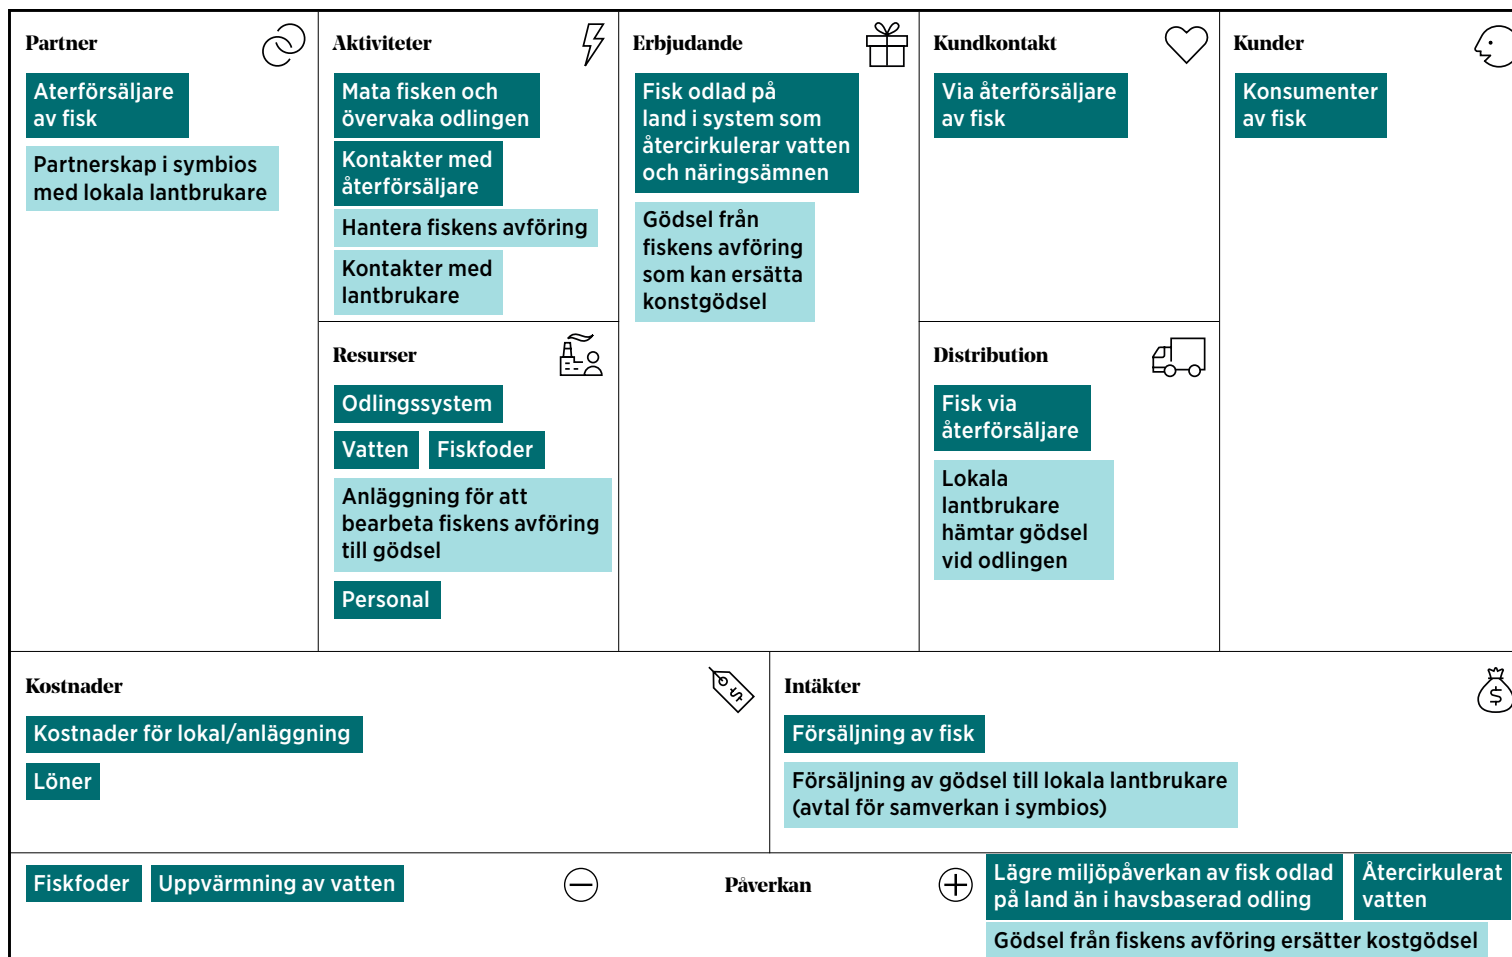 Partner
Aterförsäljare
av fisk
Partnerskap i symbios
med lokala lantbrukare
Aktiviteter
Mata fisken och
övervaka odlingen
Kontakter med
återförsäljare
Hantera fiskens avföring
Kontakter med
lantbrukare
Resurser
Odlingssystem
Vatten
Fiskfoder
Anläggning för att
bearbeta fiskens avföring
till gödsel
Personal
Erbjudande
Fisk odlad på
land i system som
återcirkulerar vatten
och näringsämnen
Gödsel från
fiskens avföring
som kan ersätta
konstgödsel
Kundkontakt
Via återförsäljare
av fisk
Distribution
Fisk via
återförsäljare
Lokala
lantbrukare
hämtar gödsel
vid odlingen
Kunder
Konsumenter
av fisk
Kostnader
$
Kostnader för lokal/anläggning
Löner
Intäkter
$
Försäljning av fisk
Försäljning av gödsel till lokala lantbrukare
(avtal för samverkan i symbios)
Fiskfoder
Uppvärmning av vatten
Påverkan
Lägre miljöpåverkan av fisk odlad
på land än i havsbaserad odling
Återcirkulerat
vatten
Gödsel från fiskens avföring ersätter kostgödsel